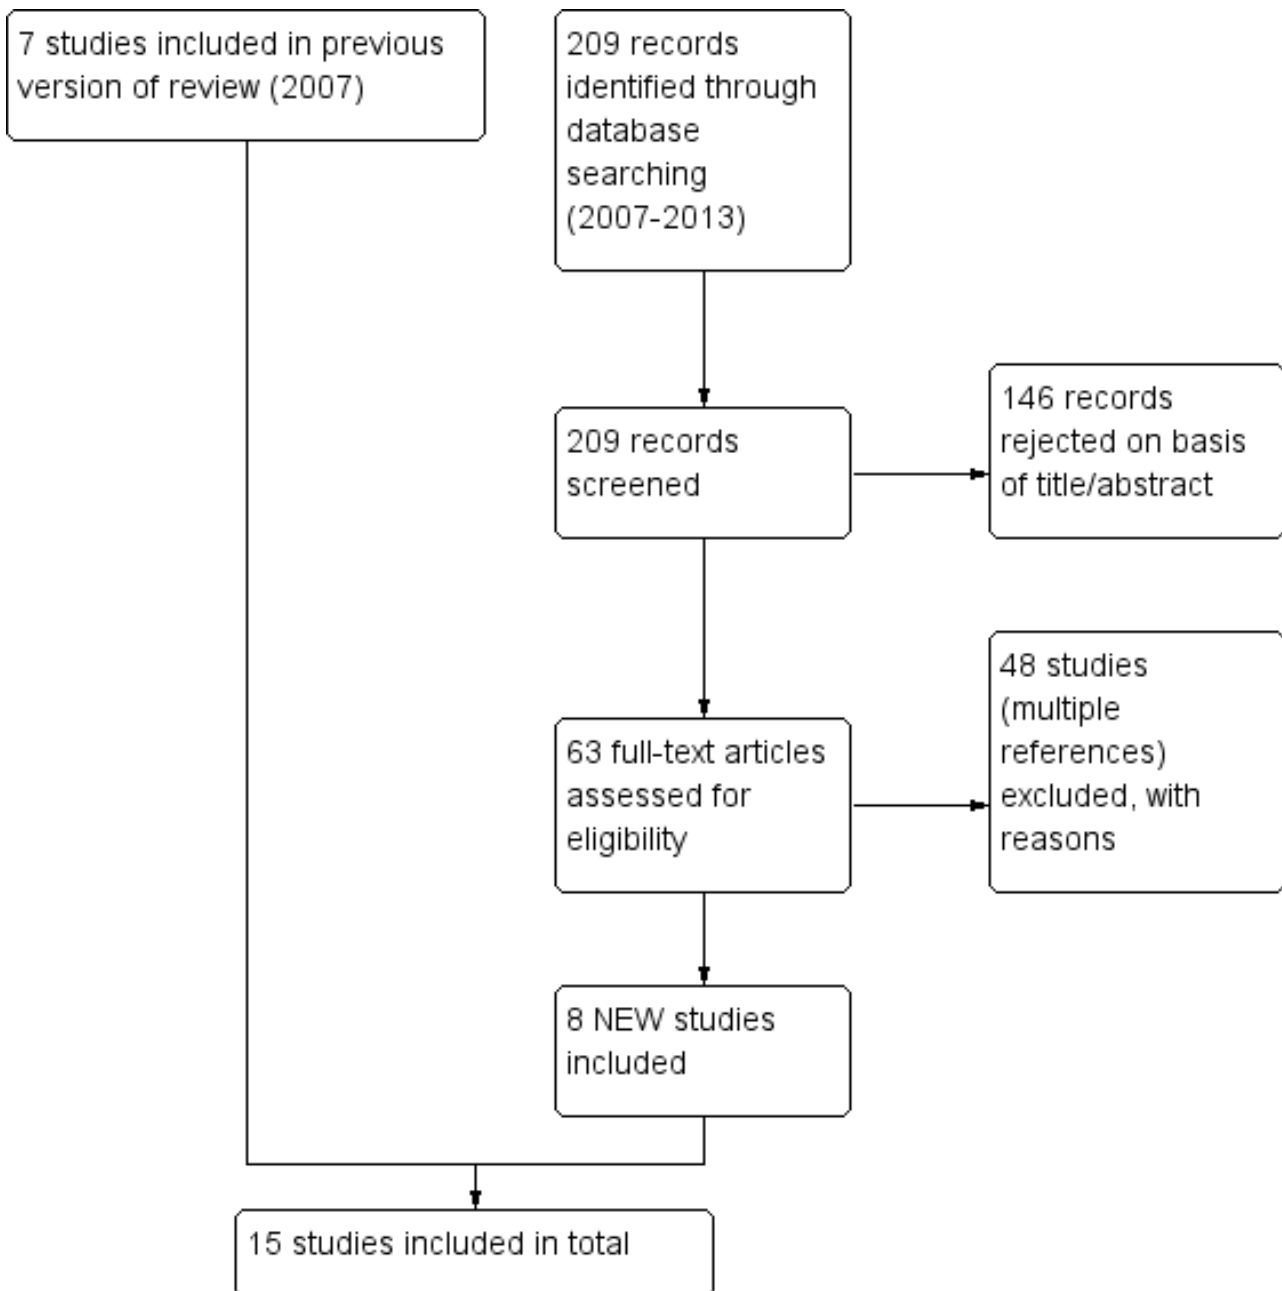 7 studies included in previous
version of review (2007)
209 records
identified through
database
searching
(2007-2013)
209 records
screened
146 records
rejected on basis
of title/abstract
63 full-text articles
assessed for
eligibility
48 studies
(multiple
references)
excluded, with
reasons
8 NEW studies
included
15 studies included in total